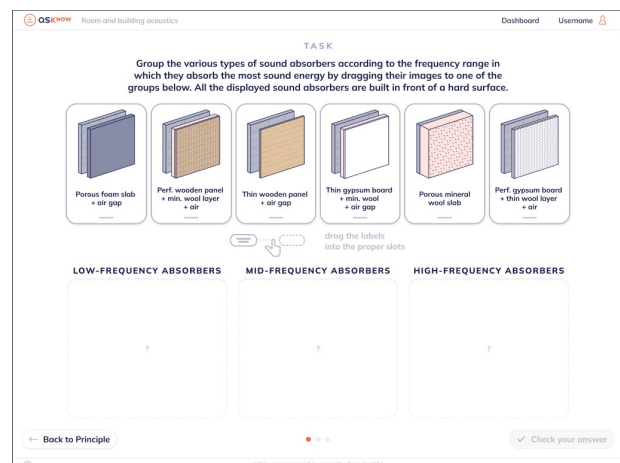 asKNOW Room and building acoustics Dashboard Username
TASK
Group the various types of sound absorbers according to the frequency range in
which they absorb the most sound energy by dragging their images to one of the
groups below. All the displayed sound absorbers are built in front of a hard surface.
Porous foam slab
+ air gap
Perf. wooden panel
+ min. wool layer
+ air
Thin wooden panel
+ air gap
Thin gypsum board
+ min. wool
+ air gap
Porous mineral
wool slab
Perf. gypsum board
+ thin wool layer
+ air
drag the labels
into the proper slots
LOW-FREQUENCY ABSORBERS MID-FREQUENCY ABSORBERS HIGH-FREQUENCY ABSORBERS
? ? ?
← Back to Principle ✓ Check your answer